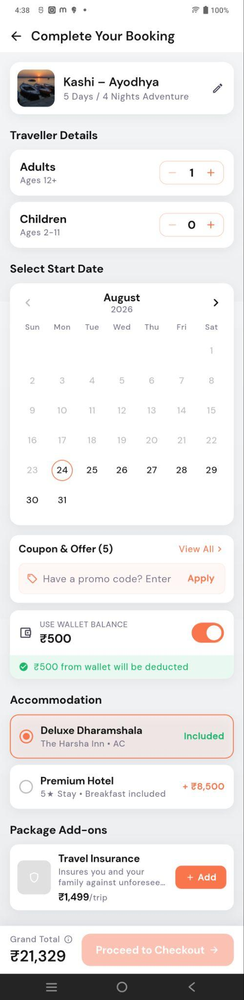 4:38
100%
Complete Your Booking
Kashi – Ayodhya
5 Days / 4 Nights Adventure
Traveller Details
Adults
Ages 12+
− 1 +
Children
Ages 2-11
− 0 +
Select Start Date
August
2026
Sun Mon Tue Wed Thu Fri Sat
1
2 3 4 5 6 7 8
9 10 11 12 13 14 15
16 17 18 19 20 21 22
23 24 25 26 27 28 29
30 31
Coupon & Offer (5)
View All >
Have a promo code? Enter
Apply
USE WALLET BALANCE
₹500
₹500 from wallet will be deducted
Accommodation
Deluxe Dharamshala
The Harsha Inn • AC
Included
Premium Hotel
5★ Stay • Breakfast included
+ ₹8,500
Package Add-ons
Travel Insurance
Insures you and your
family against unforesee...
₹1,499/trip
+ Add
Grand Total
₹21,329
Proceed to Checkout →